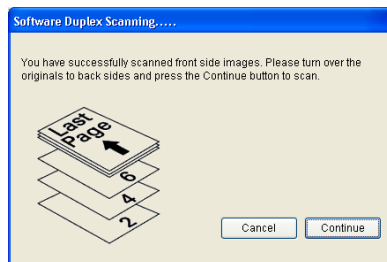 Software Duplex Scanning.....
You have successfully scanned front side images. Please turn over the
originals to back sides and press the Continue button to scan.
Last
Page
6
4
2
Cancel
Continue